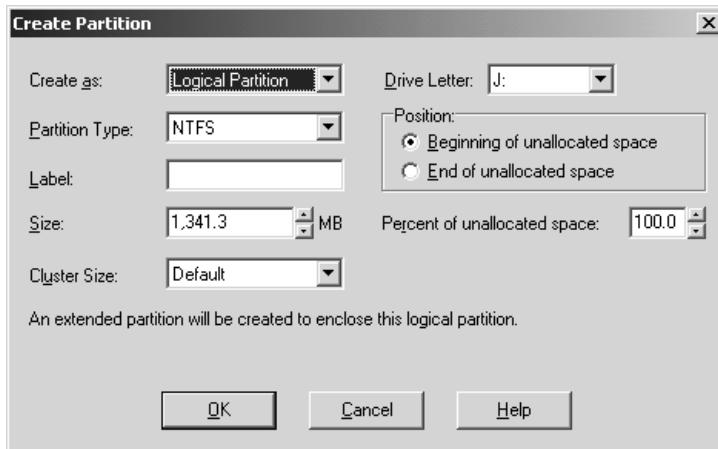 Create Partition
Create as: Logical Partition Drive Letter: J:
Partition Type: NTFS Position:
Beginning of unallocated space
Label: End of unallocated space
Size: 1,341.3 MB Percent of unallocated space: 100.0
Cluster Size: Default
An extended partition will be created to enclose this logical partition.
OK Cancel Help